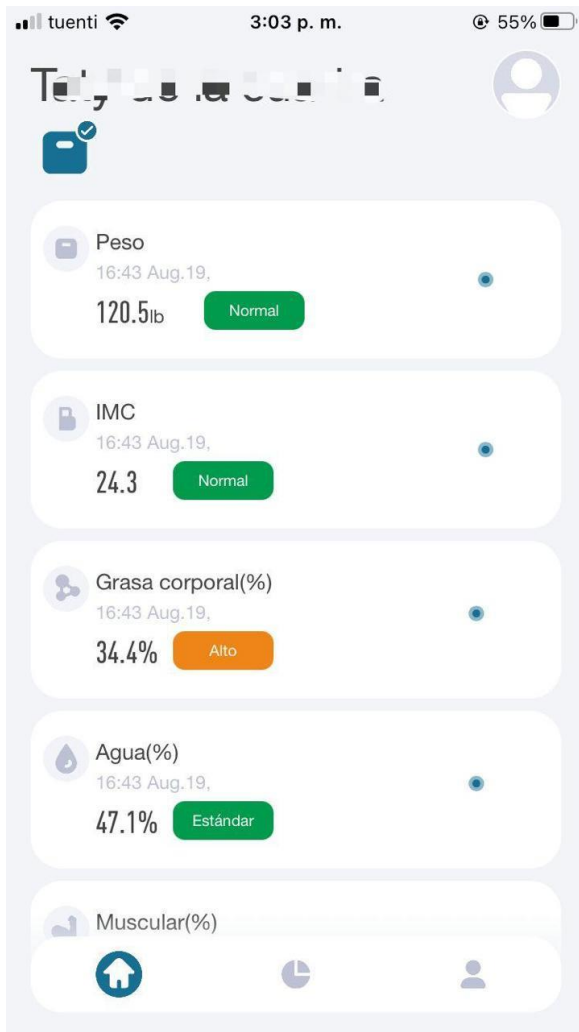 tuenti 3:03 p. m. 55%
Peso
16:43 Aug.19,
120.5lb Normal
IMC
16:43 Aug.19,
24.3 Normal
Grasa corporal(%)
16:43 Aug.19,
34.4% Alto
Agua(%)
16:43 Aug.19,
47.1% Estándar
Muscular(%)